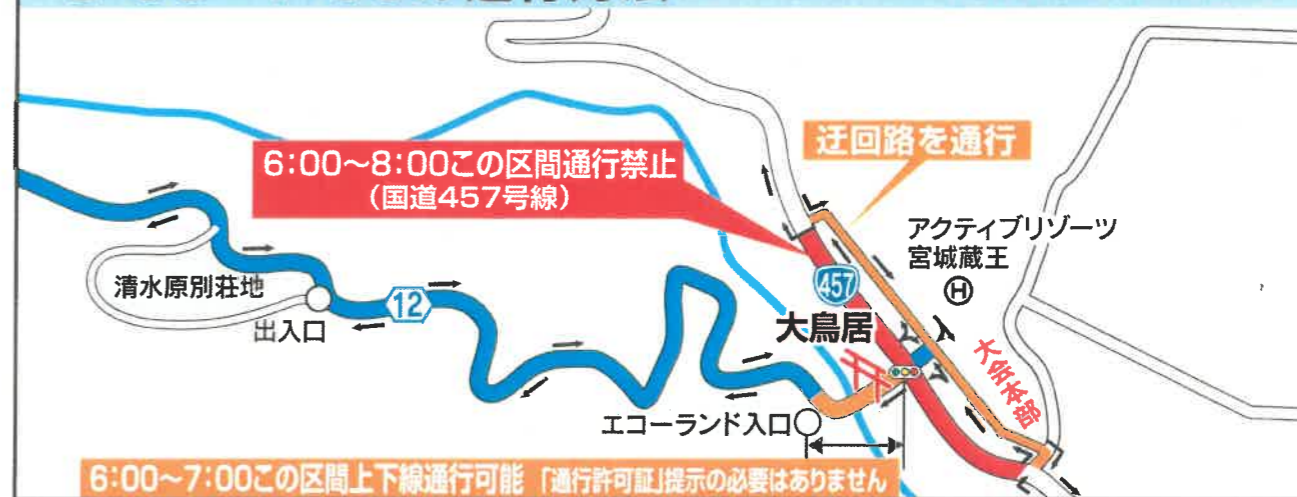 6:00～8:00この区間通行禁止
（国道457号線）
迂回路を通行
アクティブリゾーツ
宮城蔵王
H
457
大鳥居
清水原別荘地
出入口
12
大会本部
エコーランド入口
6:00～7:00この区間上下線通行可能 「通行許可証」提示の必要はありません